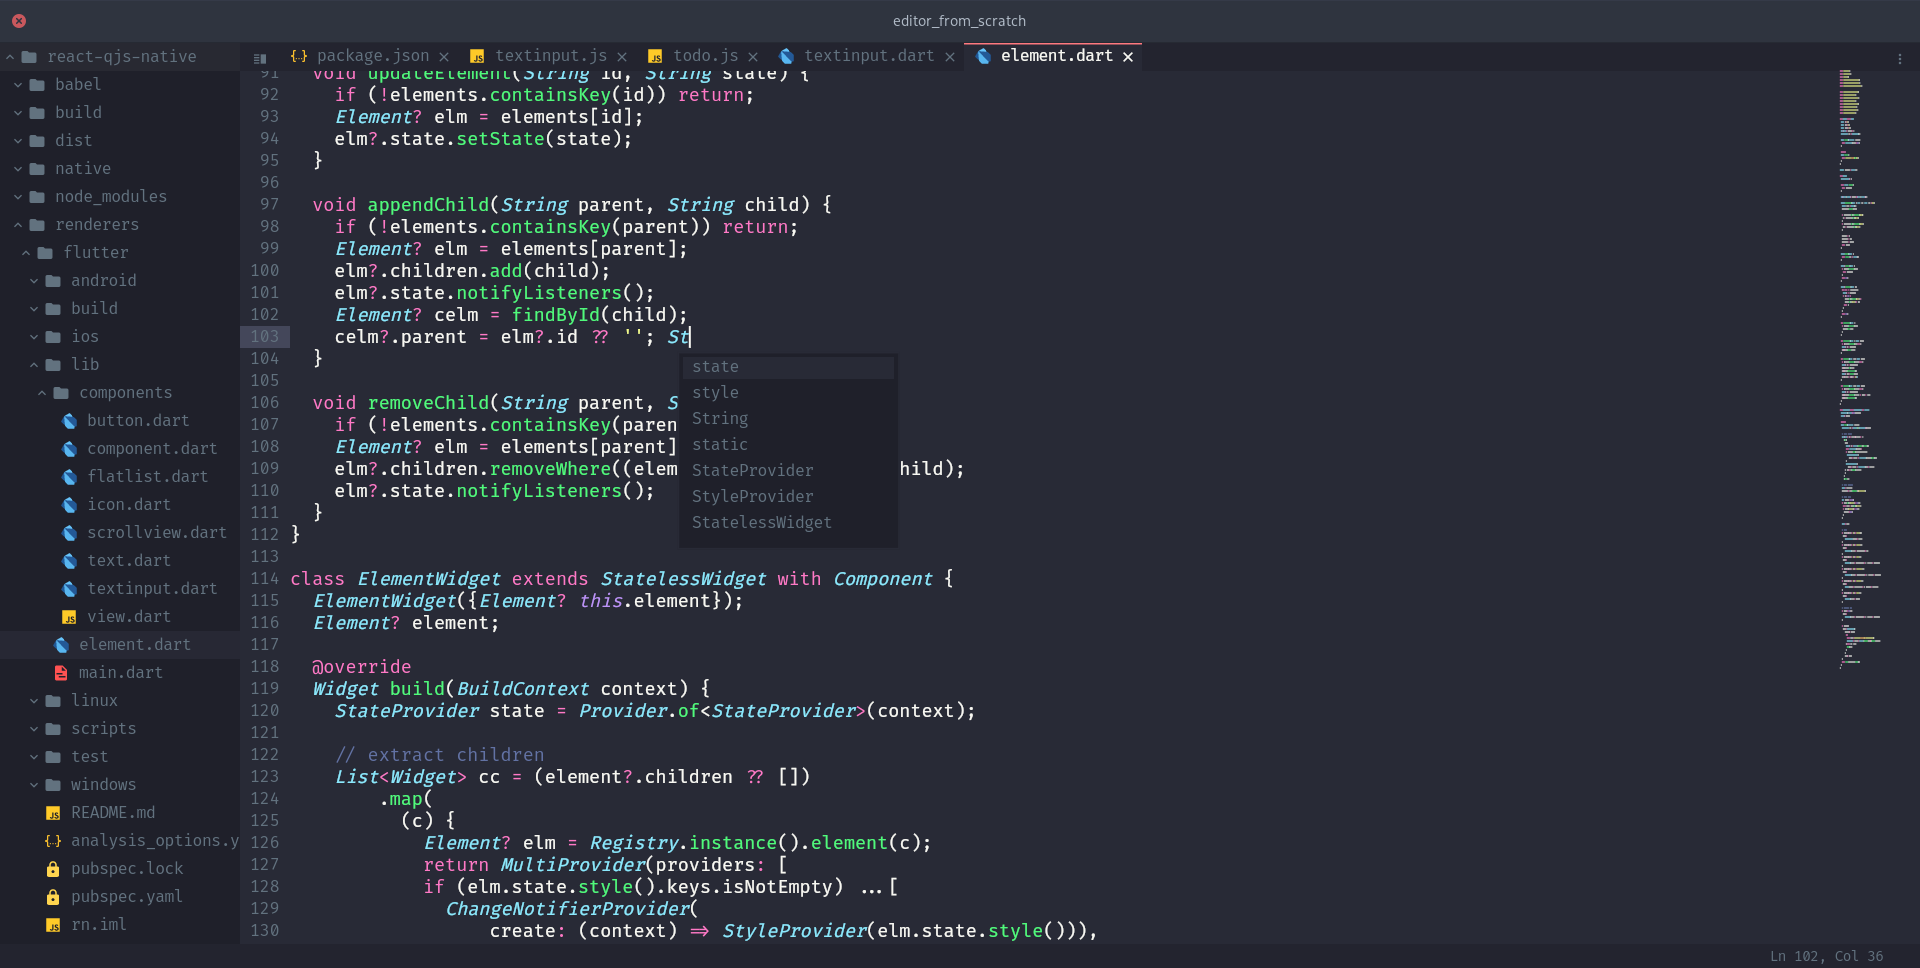 editor_from_scratch
react-qjs-native
babel
build
dist
native
node_modules
renderers
flutter
android
build
ios
lib
components
button.dart
component.dart
flatlist.dart
icon.dart
scrollview.dart
text.dart
textinput.dart
JS view.dart
element.dart
main.dart
linux
scripts
test
windows
JS README.md
{..} analysis_options.y
pubspec.lock
pubspec.yaml
JS rn.iml
{..} package.json ×
JS textinput.js ×
JS todo.js ×
textinput.dart ×
element.dart ×
91 void updateElement(String id, String state) {
92 if (!elements.containsKey(id)) return;
93 Element? elm = elements[id];
94 elm?.state.setState(state);
95 }
96
97 void appendChild(String parent, String child) {
98 if (!elements.containsKey(parent)) return;
99 Element? elm = elements[parent];
100 elm?.children.add(child);
101 elm?.state.notifyListeners();
102 Element? celm = findById(child);
103 celm?.parent = elm?.id ?? ''; St
104 }
105
106 void removeChild(String parent, S
107 if (!elements.containsKey(paren
108 Element? elm = elements[parent]
109 elm?.children.removeWhere((elem hild);
110 elm?.state.notifyListeners();
111 }
112 }
113
114 class ElementWidget extends StatelessWidget with Component {
115 ElementWidget({Element? this.element});
116 Element? element;
117
118 @override
119 Widget build(BuildContext context) {
120 StateProvider state = Provider.of<StateProvider>(context);
121
122 // extract children
123 List<Widget> cc = (element?.children ?? [])
124 .map(
125 (c) {
126 Element? elm = Registry.instance().element(c);
127 return MultiProvider(providers: [
128 if (elm.state.style().keys.isNotEmpty) ...[
129 ChangeNotifierProvider(
130 create: (context) => StyleProvider(elm.state.style())),
state
style
String
static
StateProvider
StyleProvider
StatelessWidget
Ln 102, Col 36